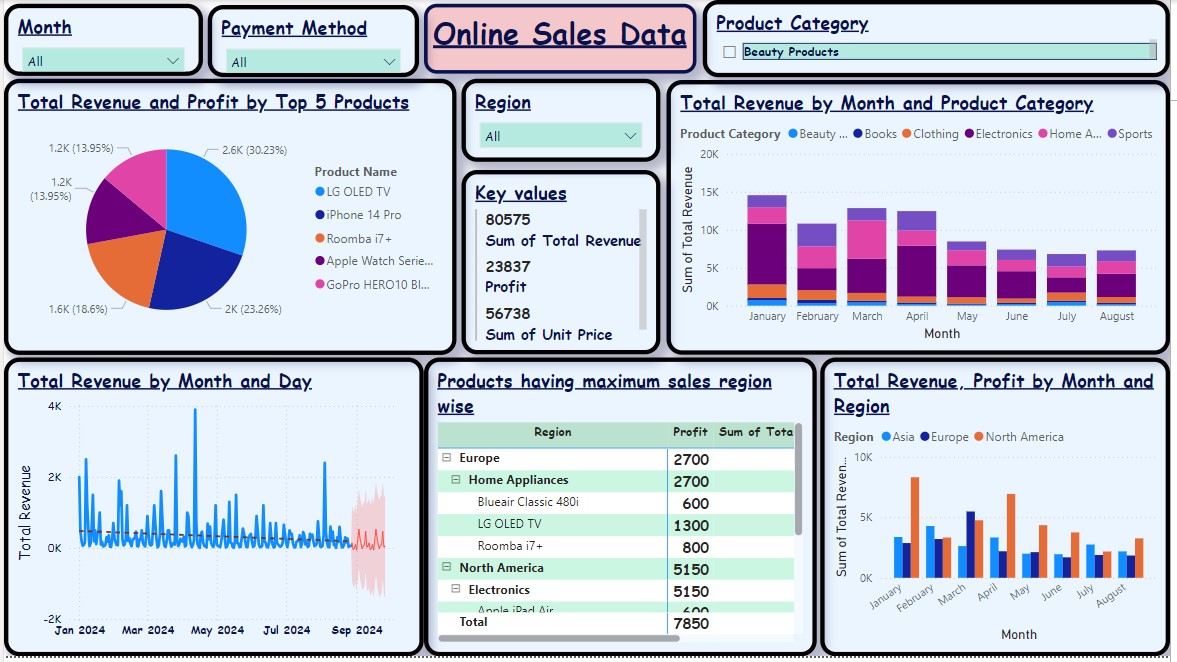 Month
All
Payment Method
All
Online Sales Data
Product Category
Beauty Products
Total Revenue and Profit by Top 5 Products
1.2K (13.95%)
2.6K (30.23%)
1.2K
(13.95%)
1.6K (18.6%)
2K (23.26%)
Product Name
LG OLED TV
iPhone 14 Pro
Roomba i7+
Apple Watch Serie...
GoPro HERO10 Bl...
Region
All
Key values
80575
Sum of Total Revenue
23837
Profit
56738
Sum of Unit Price
Total Revenue by Month and Product Category
Product Category Beauty ... Books Clothing Electronics Home A... Sports
20K
15K
10K
5K
0K
Sum of Total Revenue
January February March April May June July August
Month
Total Revenue by Month and Day
4K
2K
0K
-2K
Total Revenue
Jan 2024 Mar 2024 May 2024 Jul 2024 Sep 2024
Products having maximum sales region
wise
Region Profit Sum of Tota
Europe 2700
Home Appliances 2700
Blueair Classic 480i 600
LG OLED TV 1300
Roomba i7+ 800
North America 5150
Electronics 5150
Apple iPad Air 600
Total 7850
Total Revenue, Profit by Month and
Region
Region Asia Europe North America
10K
5K
0K
Sum of Total Reven...
January February March April May June July August
Month